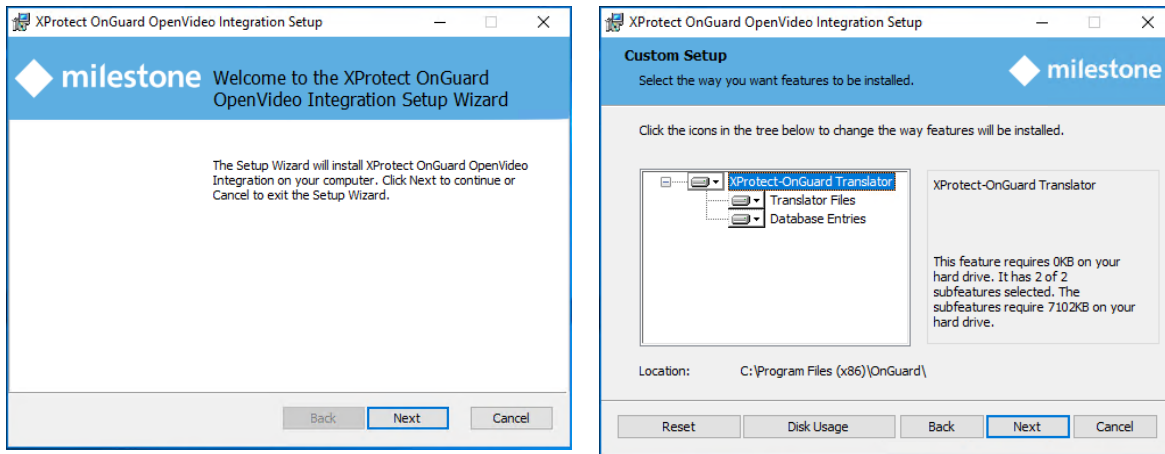 XProtect OnGuard OpenVideo Integration Setup
milestone
Welcome to the XProtect OnGuard
OpenVideo Integration Setup Wizard
The Setup Wizard will install XProtect OnGuard OpenVideo
Integration on your computer. Click Next to continue or
Cancel to exit the Setup Wizard.
Back Next Cancel
XProtect OnGuard OpenVideo Integration Setup
Custom Setup
Select the way you want features to be installed.
milestone
Click the icons in the tree below to change the way features will be installed.
XProtect-OnGuard Translator
Translator Files
Database Entries
XProtect-OnGuard Translator
This feature requires 0KB on your
hard drive. It has 2 of 2
subfeatures selected. The
subfeatures require 7102KB on your
hard drive.
Location: C:\Program Files (x86)\OnGuard\
Reset Disk Usage Back Next Cancel